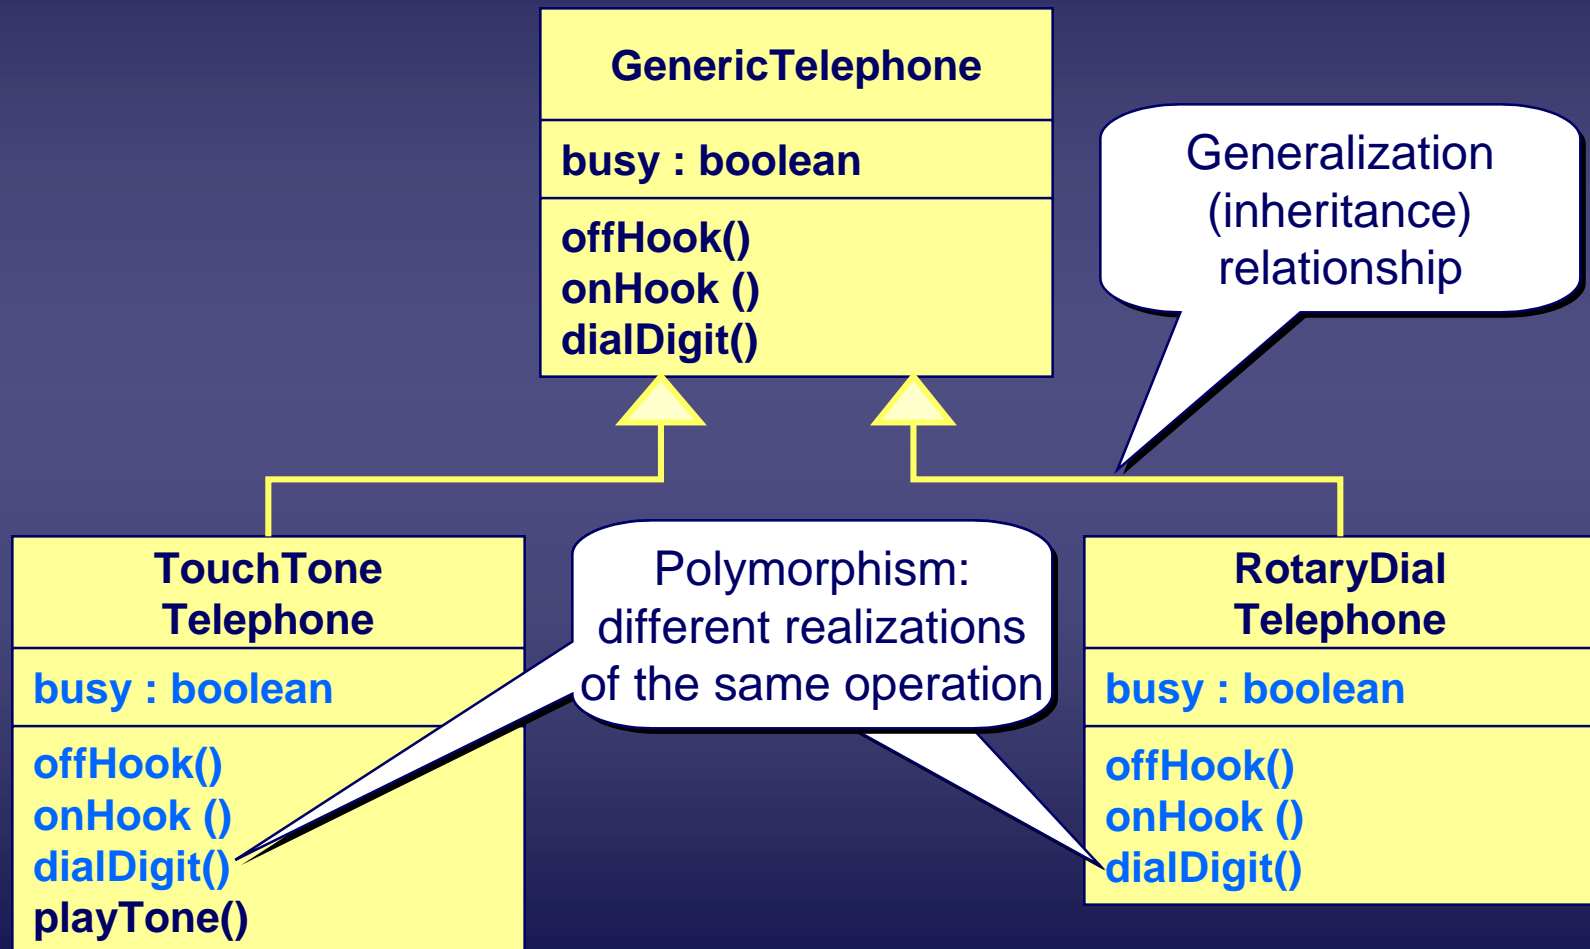 GenericTelephone
busy : boolean
offHook()
onHook ()
dialDigit()
Generalization
(inheritance)
relationship
TouchTone
Telephone
busy : boolean
offHook()
onHook ()
dialDigit()
playTone()
Polymorphism:
different realizations
of the same operation
RotaryDial
Telephone
busy : boolean
offHook()
onHook ()
dialDigit()